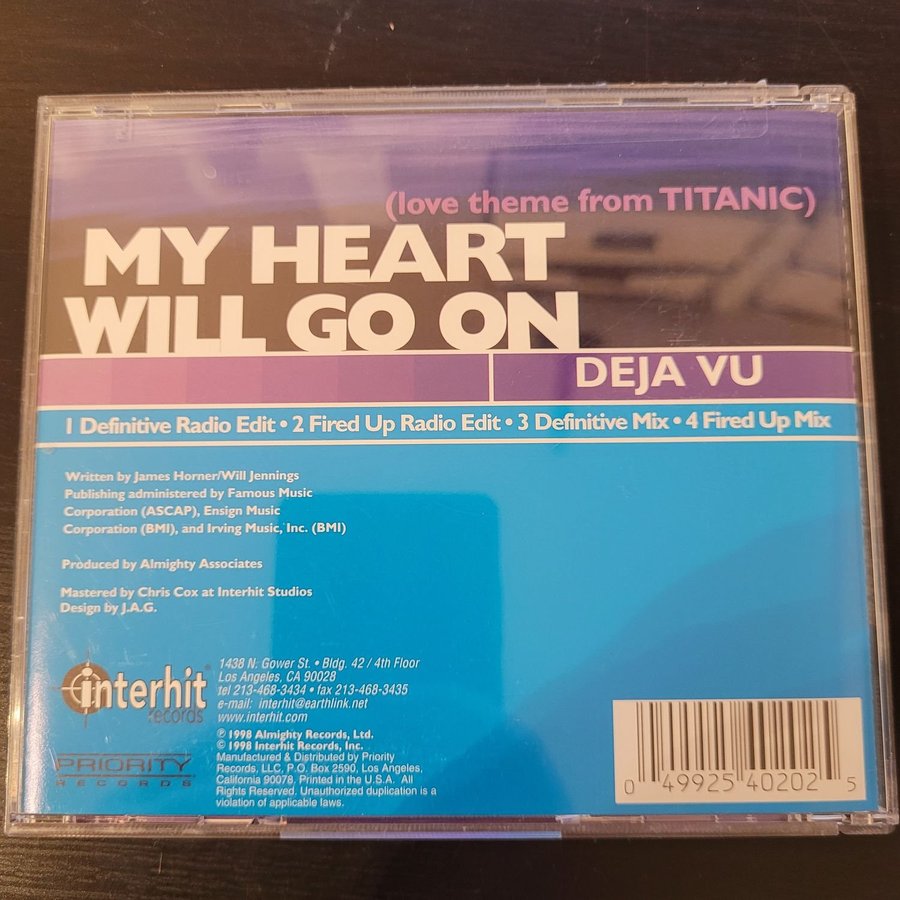 (love theme from TITANIC)
MY HEART
WILL GO ON
DEJA VU
1 Definitive Radio Edit • 2 Fired Up Radio Edit • 3 Definitive Mix • 4 Fired Up Mix
Written by James Horner/Will Jennings
Publishing administered by Famous Music
Corporation (ASCAP), Ensign Music
Corporation (BMI), and Irving Music, Inc. (BMI)
Produced by Almighty Associates
Mastered by Chris Cox at Interhit Studios
Design by J.A.G.
interhit
records
1438 N. Gower St. • Bldg. 42 / 4th Floor
Los Angeles, CA 90028
tel 213-468-3434 • fax 213-468-3435
e-mail: interhit@earthlink.net
www.interhit.com
℗ 1998 Almighty Records, Ltd.
© 1998 Interhit Records, Inc.
Manufactured & Distributed by Priority
Records, LLC, P.O. Box 2590, Los Angeles,
California 90078. Printed in the U.S.A. All
Rights Reserved. Unauthorized duplication is a
violation of applicable laws.
PRIORITY
RECORDS
0 49925 40202 5